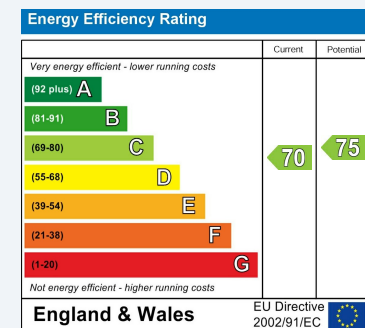 Energy Efficiency Rating
Current Potential
Very energy efficient - lower running costs
(92 plus) A
(81-91) B
(69-80) C
70 75
(55-68) D
(39-54) E
(21-38) F
(1-20) G
Not energy efficient - higher running costs
England & Wales
EU Directive
2002/91/EC